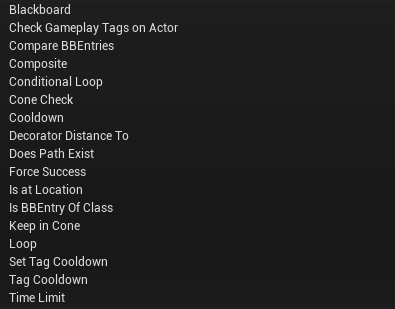 Blackboard
Check Gameplay Tags on Actor
Compare BBEntries
Composite
Conditional Loop
Cone Check
Cooldown
Decorator Distance To
Does Path Exist
Force Success
Is at Location
Is BBEntry Of Class
Keep in Cone
Loop
Set Tag Cooldown
Tag Cooldown
Time Limit